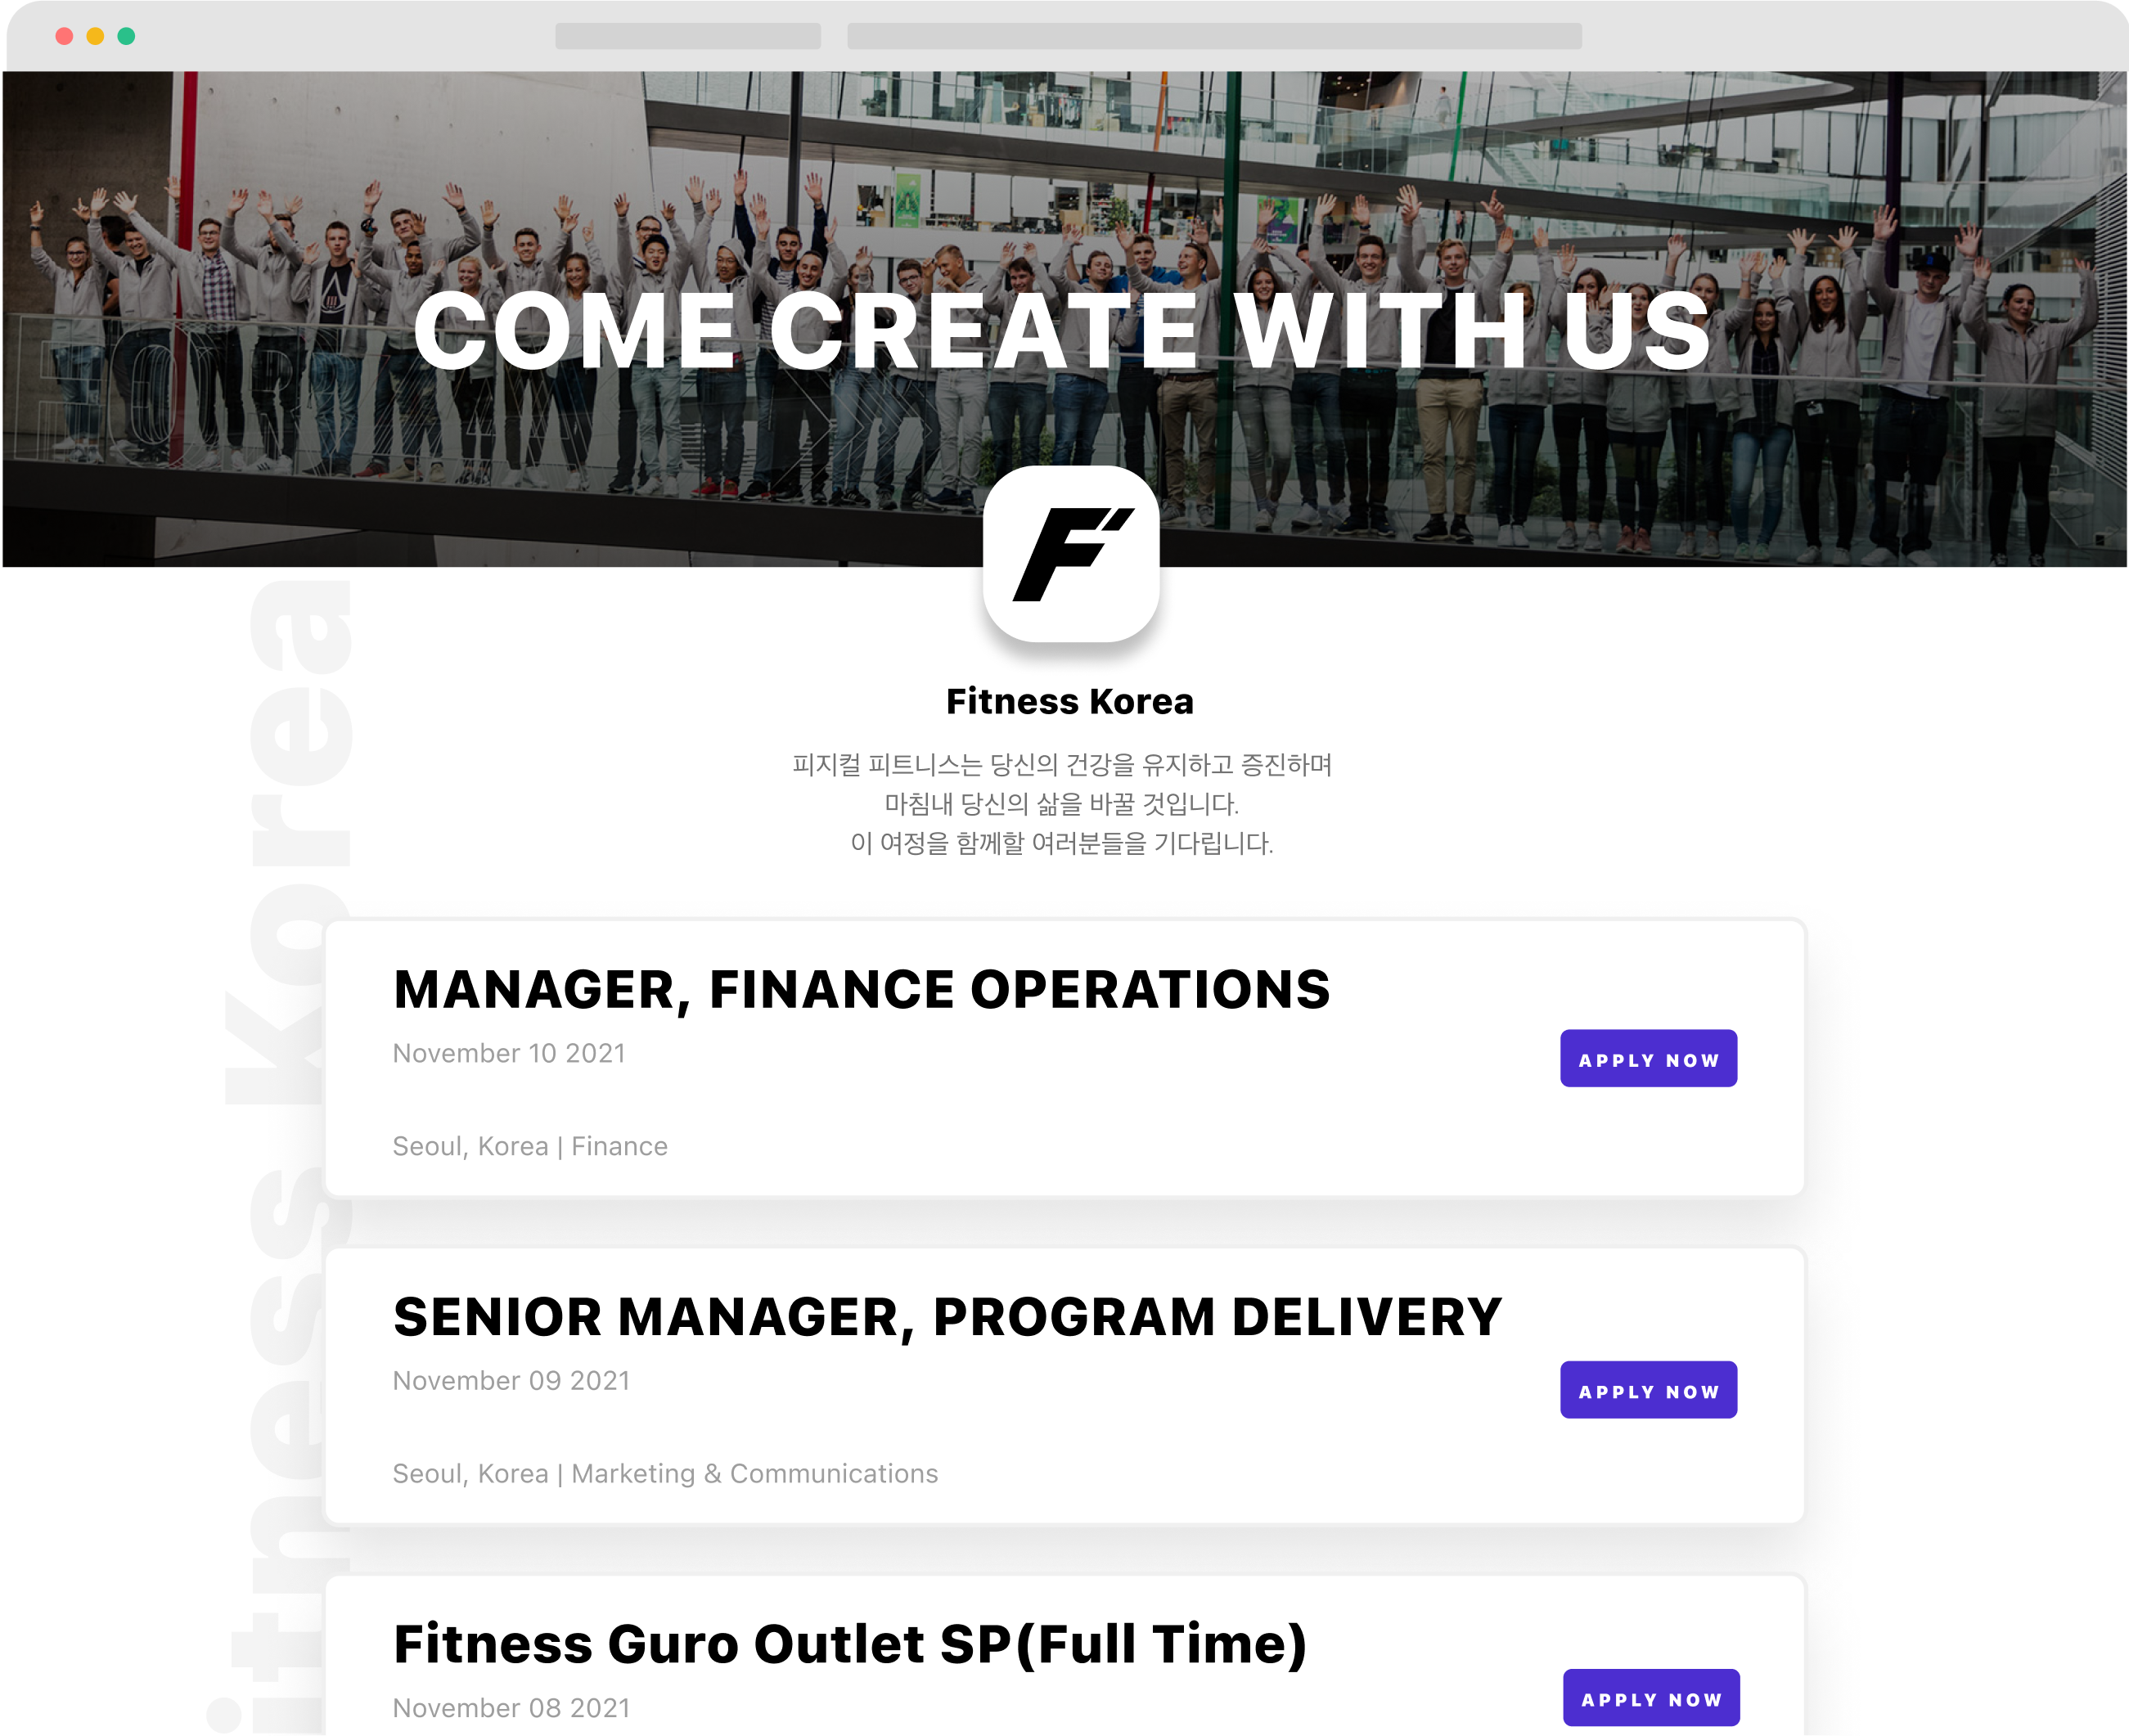 COME CREATE WITH US
F
Fitness Korea
피지컬 피트니스는 당신의 건강을 유지하고 증진하며
마침내 당신의 삶을 바꿀 것입니다.
이 여정을 함께할 여러분들을 기다립니다.
itness Korea
MANAGER, FINANCE OPERATIONS
November 10 2021
APPLY NOW
Seoul, Korea | Finance
SENIOR MANAGER, PROGRAM DELIVERY
November 09 2021
APPLY NOW
Seoul, Korea | Marketing & Communications
Fitness Guro Outlet SP(Full Time)
November 08 2021
APPLY NOW